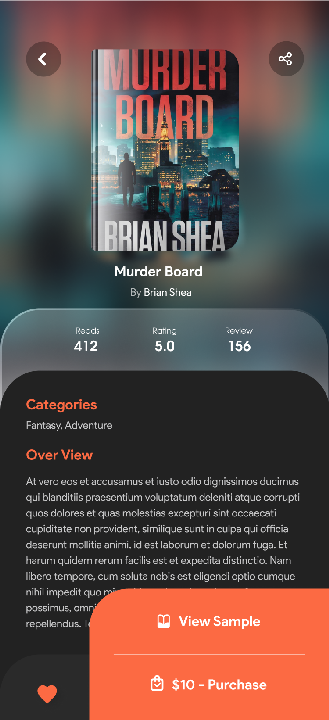 MURDER
BOARD
BRIAN SHEA
Murder Board
By Brian Shea
Reads Rating Review
412 5.0 156
Categories
Fantasy, Adventure
Over View
At vero eos et accusamus et iusto odio dignissimos ducimus
qui blanditiis praesentium voluptatum deleniti atque corrupti
quos dolores et quas molestias excepturi sint occaecati
cupiditate non provident, similique sunt in culpa qui officia
deserunt mollitia animi, id est laborum et dolorum fuga. Et
harum quidem rerum facilis est et expedita distinctio. Nam
libero tempore, cum soluta nobis est eligendi optio cumque
nihil impedit quo
possimus, omn
repellendus.
View Sample
$10 - Purchase